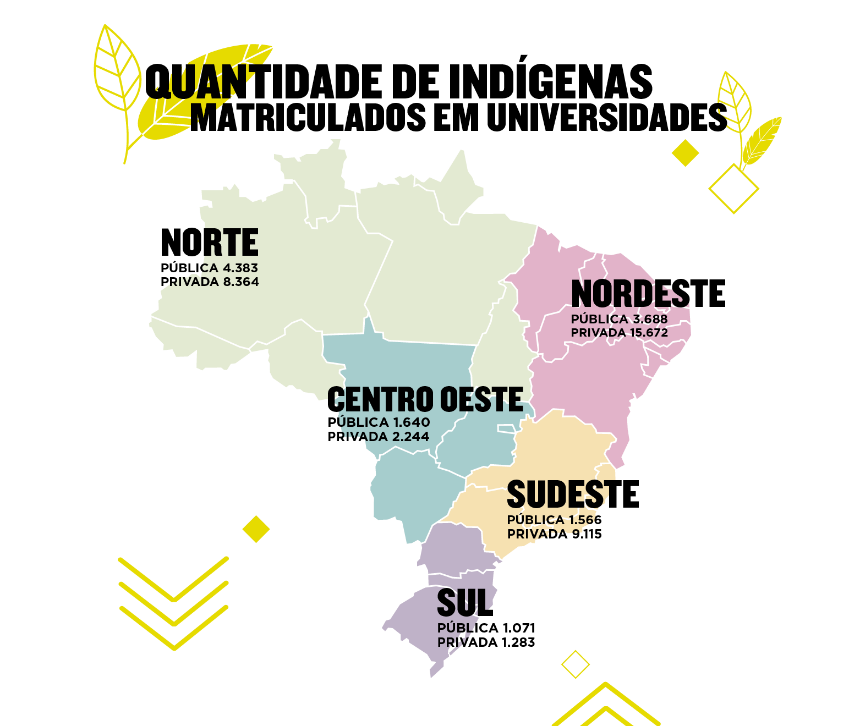 QUANTIDADE DE INDÍGENAS
MATRICULADOS EM UNIVERSIDADES
NORTE
PÚBLICA 4.383
PRIVADA 8.364
NORDESTE
PÚBLICA 3.688
PRIVADA 15.672
CENTRO OESTE
PÚBLICA 1.640
PRIVADA 2.244
SUDESTE
PÚBLICA 1.566
PRIVADA 9.115
SUL
PÚBLICA 1.071
PRIVADA 1.283